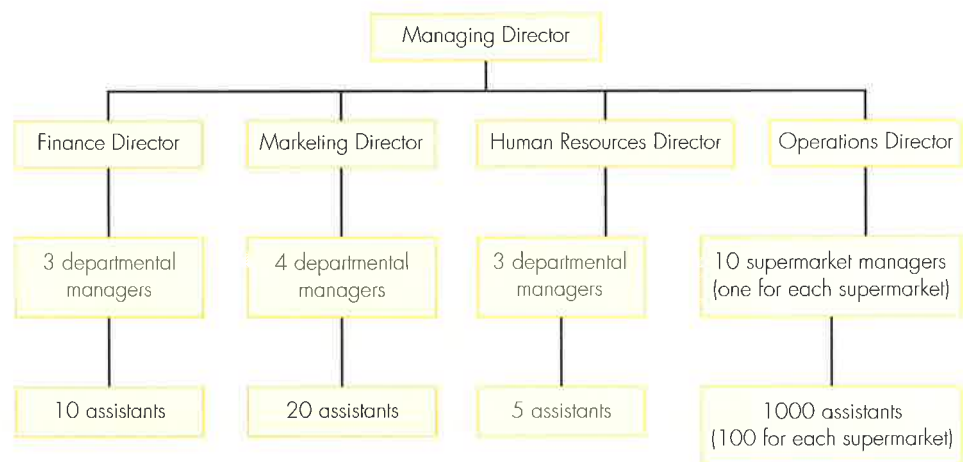 Managing Director
Finance Director
Marketing Director
Human Resources Director
Operations Director
3 departmental
managers
4 departmental
managers
3 departmental
managers
10 supermarket managers
(one for each supermarket)
10 assistants
20 assistants
5 assistants
1000 assistants
(100 for each supermarket)